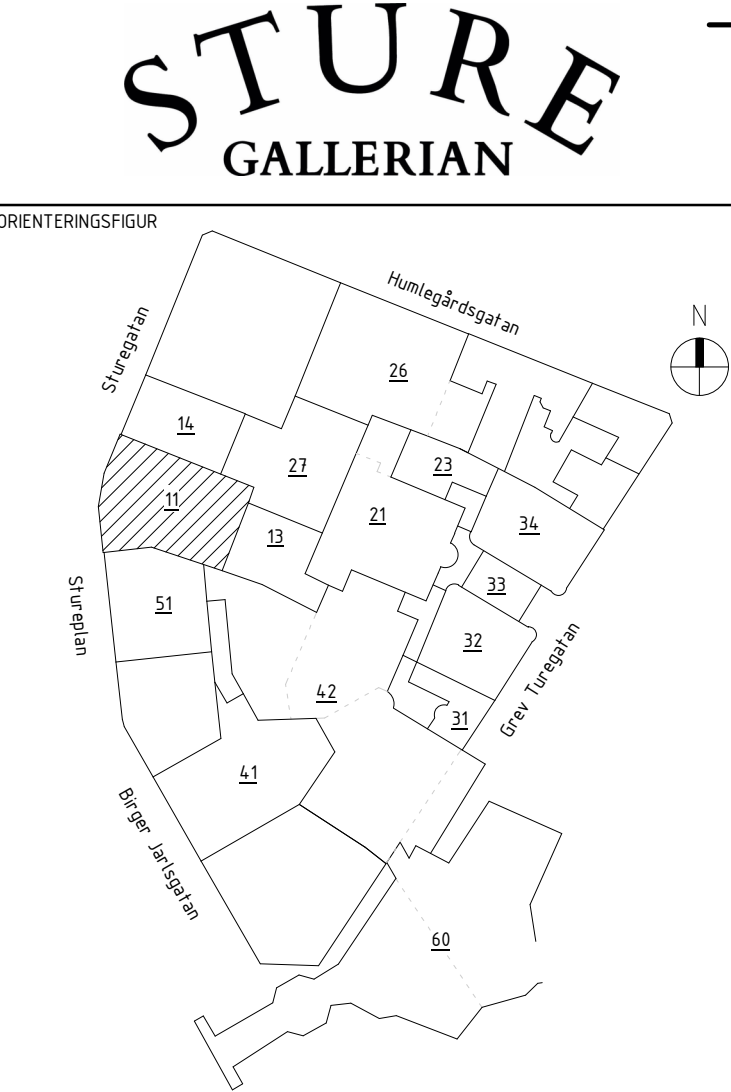 STURE
GALLERIAN
ORIENTERINGSFIGUR
Humlegårdsgatan
Sturegatan
N
26
14
27
23
11
21
34
13
33
51
Stureplan
32
Grev Turegatan
42
31
41
Birger Jarlsgatan
60